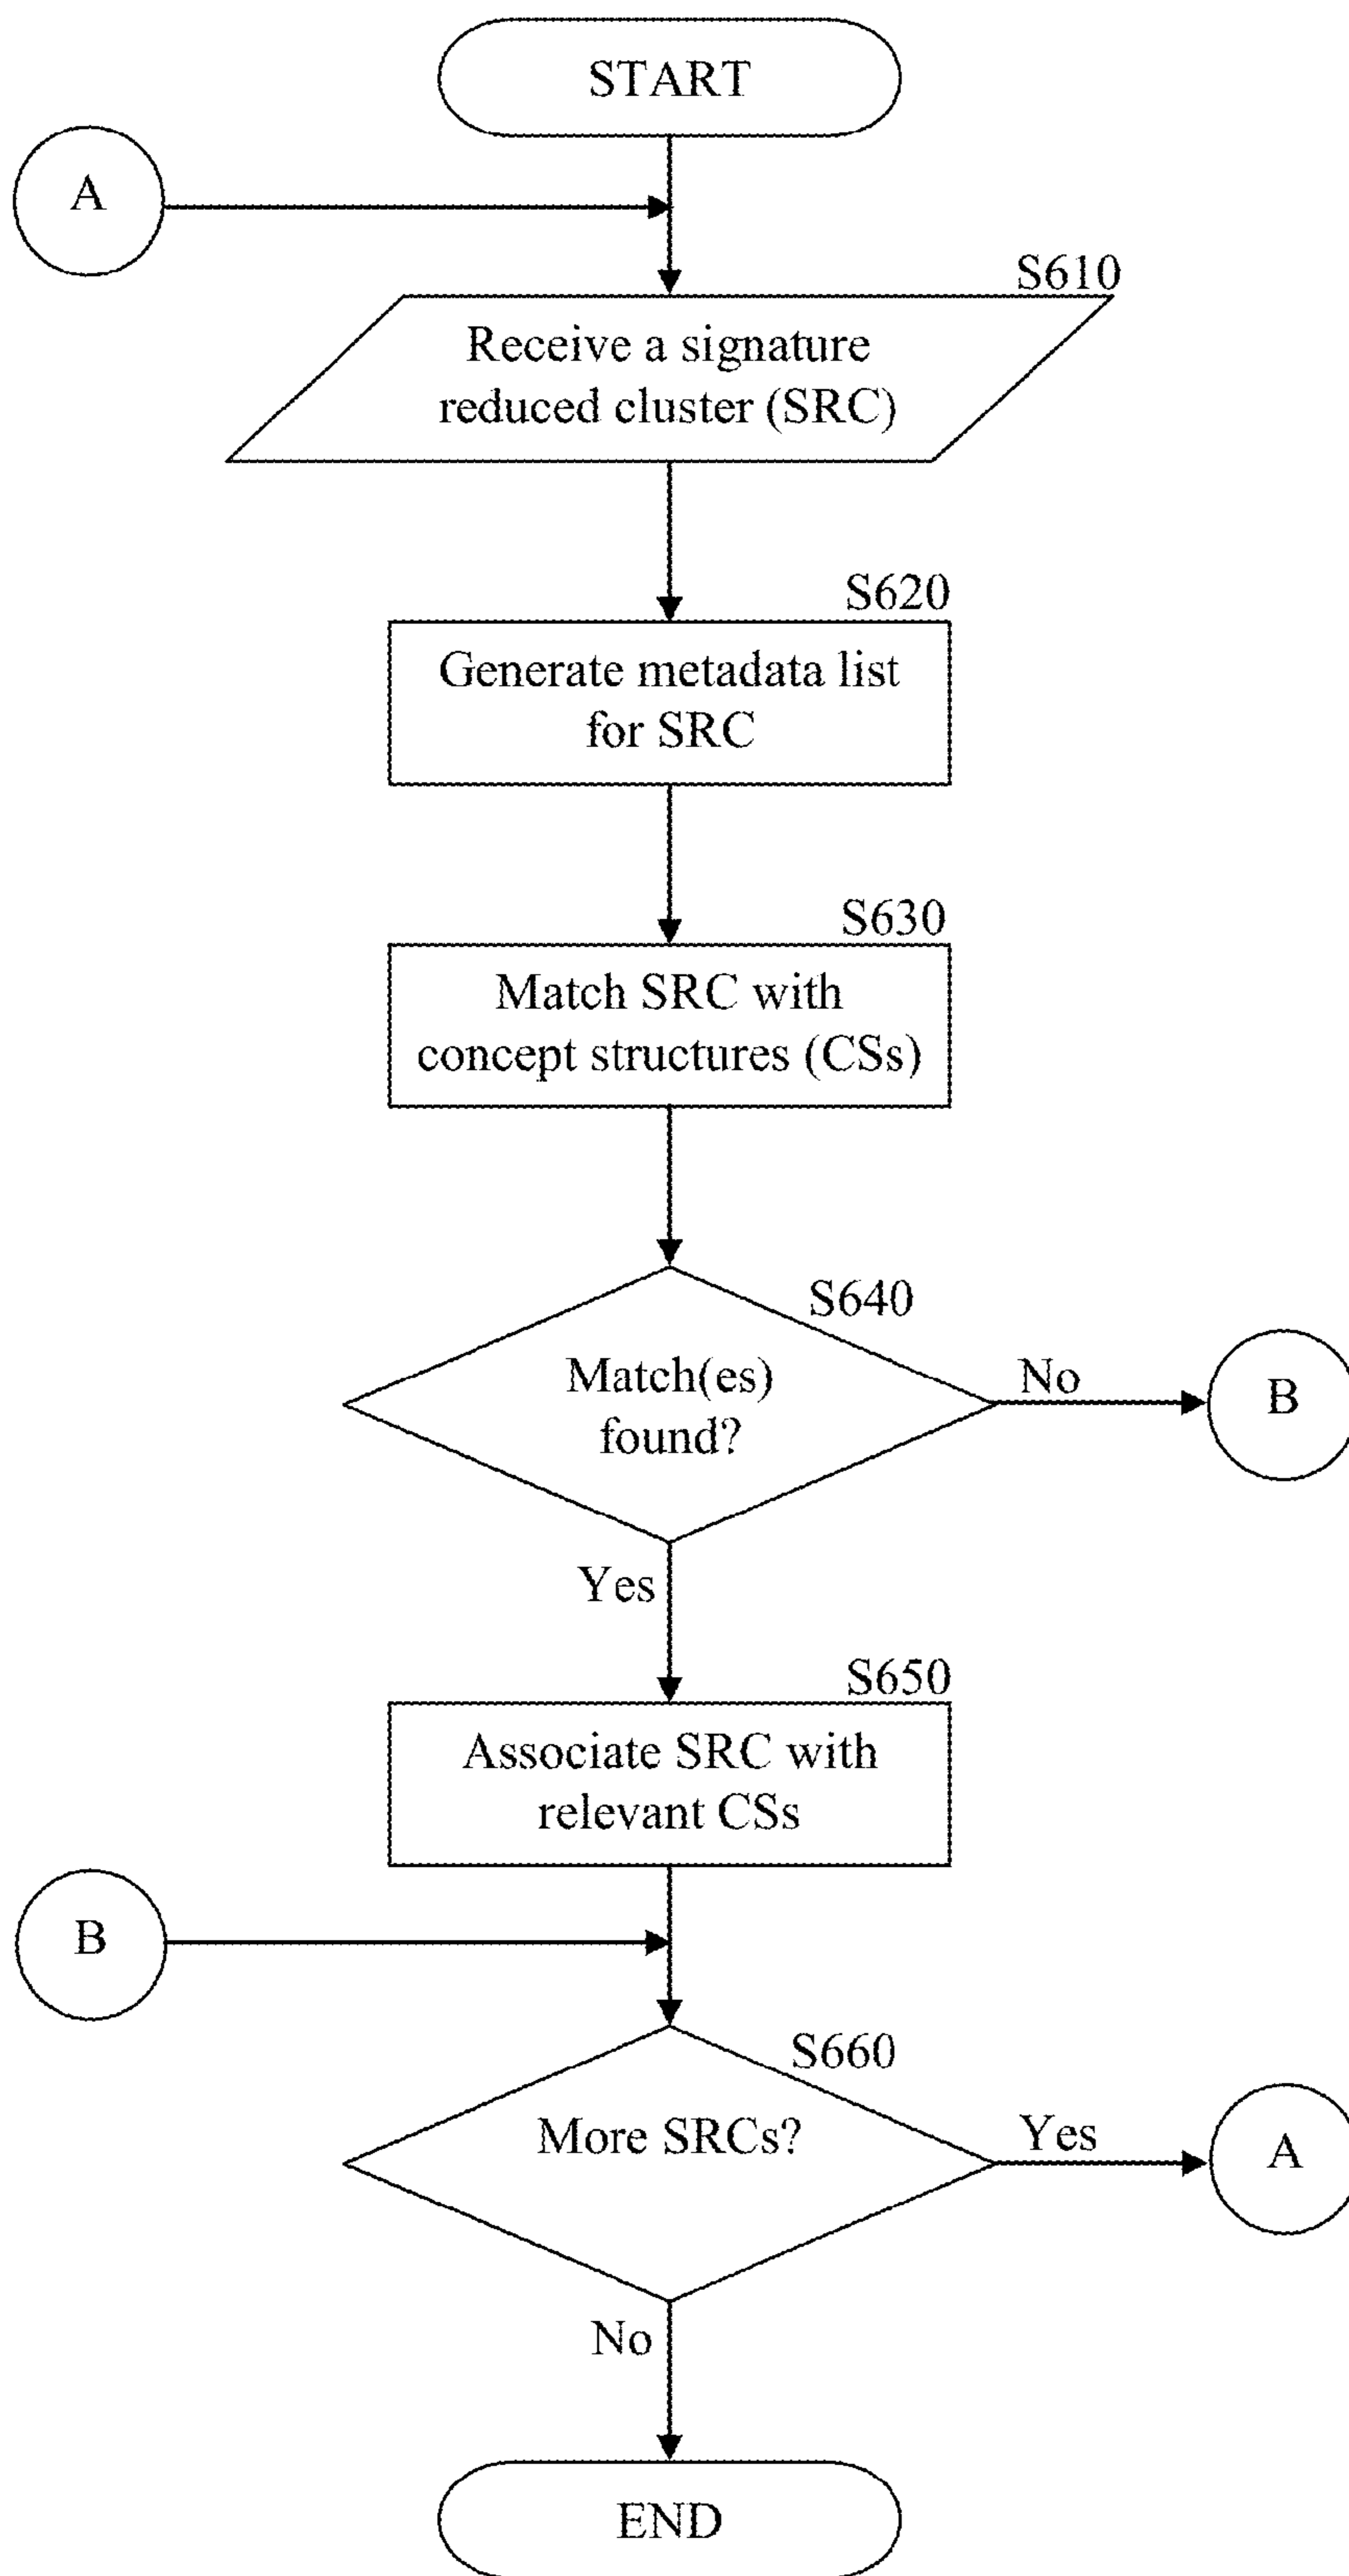 START
A
S610
Receive a signature
reduced cluster (SRC)
S620
Generate metadata list
for SRC
S630
Match SRC with
concept structures (CSs)
S640
Match(es)
found?
No
B
Yes
S650
Associate SRC with
relevant CSs
B
S660
More SRCs?
Yes
A
No
END